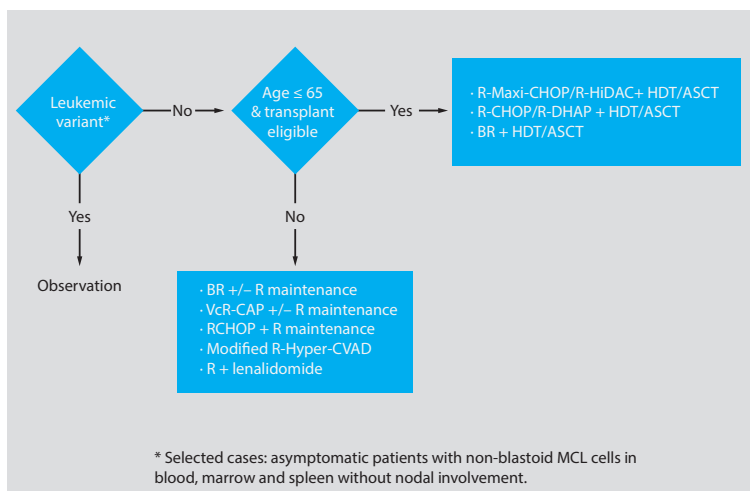 Leukemic
variant*
No
Age ≤ 65
& transplant
eligible
Yes
· R-Maxi-CHOP/R-HiDAC+ HDT/ASCT
· R-CHOP/R-DHAP + HDT/ASCT
· BR + HDT/ASCT
Yes
No
Observation
· BR +/– R maintenance
· VcR-CAP +/– R maintenance
· RCHOP + R maintenance
· Modified R-Hyper-CVAD
· R + lenalidomide
* Selected cases: asymptomatic patients with non-blastoid MCL cells in
blood, marrow and spleen without nodal involvement.